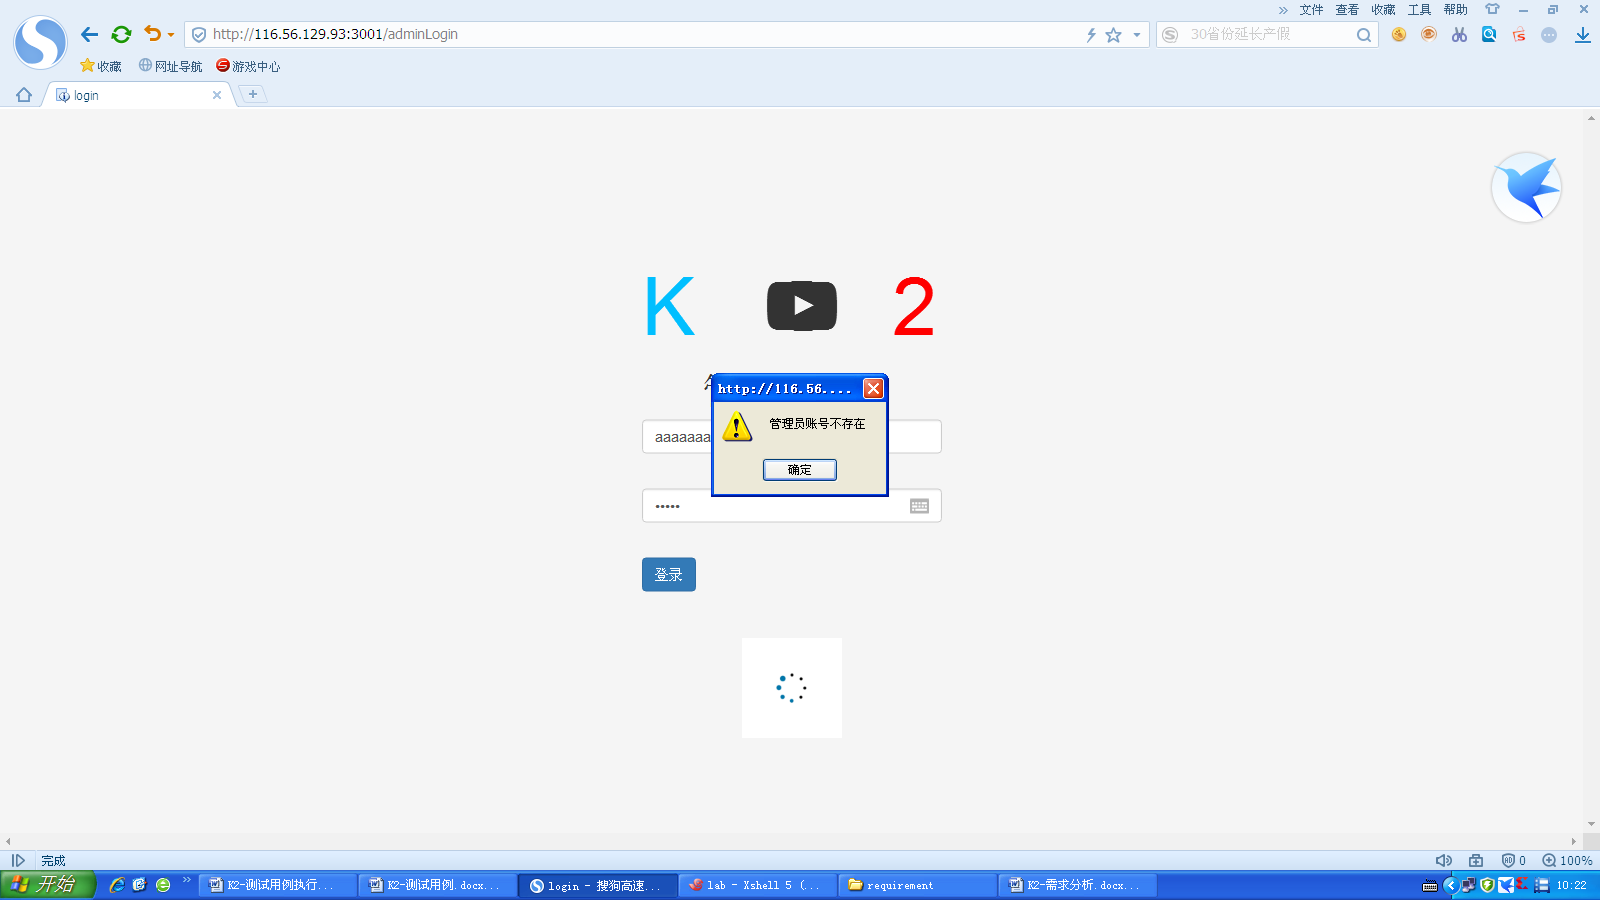 文件 查看 收藏 工具 帮助
http://116.56.129.93:3001/adminLogin
30省份延长产假
收藏 网址导航 游戏中心
login
K 2
http://116.56....
管理员账号不存在
aaaaaaa
确定
•••••
登录
完成
0
100%
开始
K2-测试用例执行...
K2-测试用例.docx...
login - 搜狗高速...
lab - Xshell 5 (...
requirement
K2-需求分析.docx...
10:22